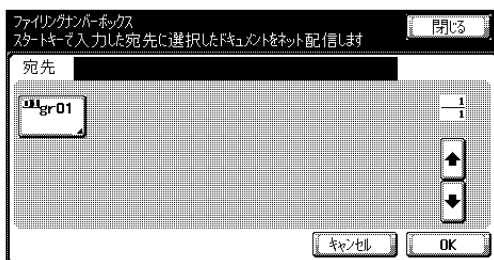 ファイリングナンバーボックス
スタートキーで入力した宛先に選択したドキュメントをネット配信します
閉じる
宛先
gr01
1
1
キャンセル
OK